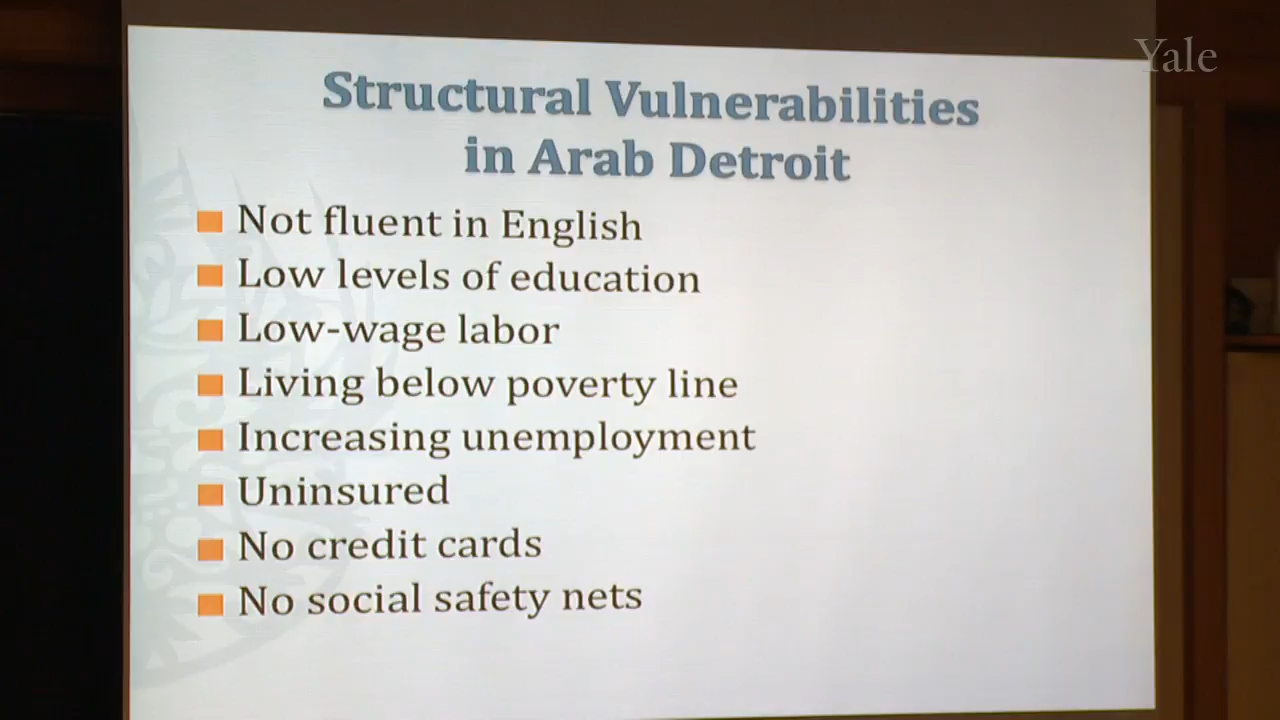 Yale
Structural Vulnerabilities
in Arab Detroit
Not fluent in English
Low levels of education
Low-wage labor
Living below poverty line
Increasing unemployment
Uninsured
No credit cards
No social safety nets